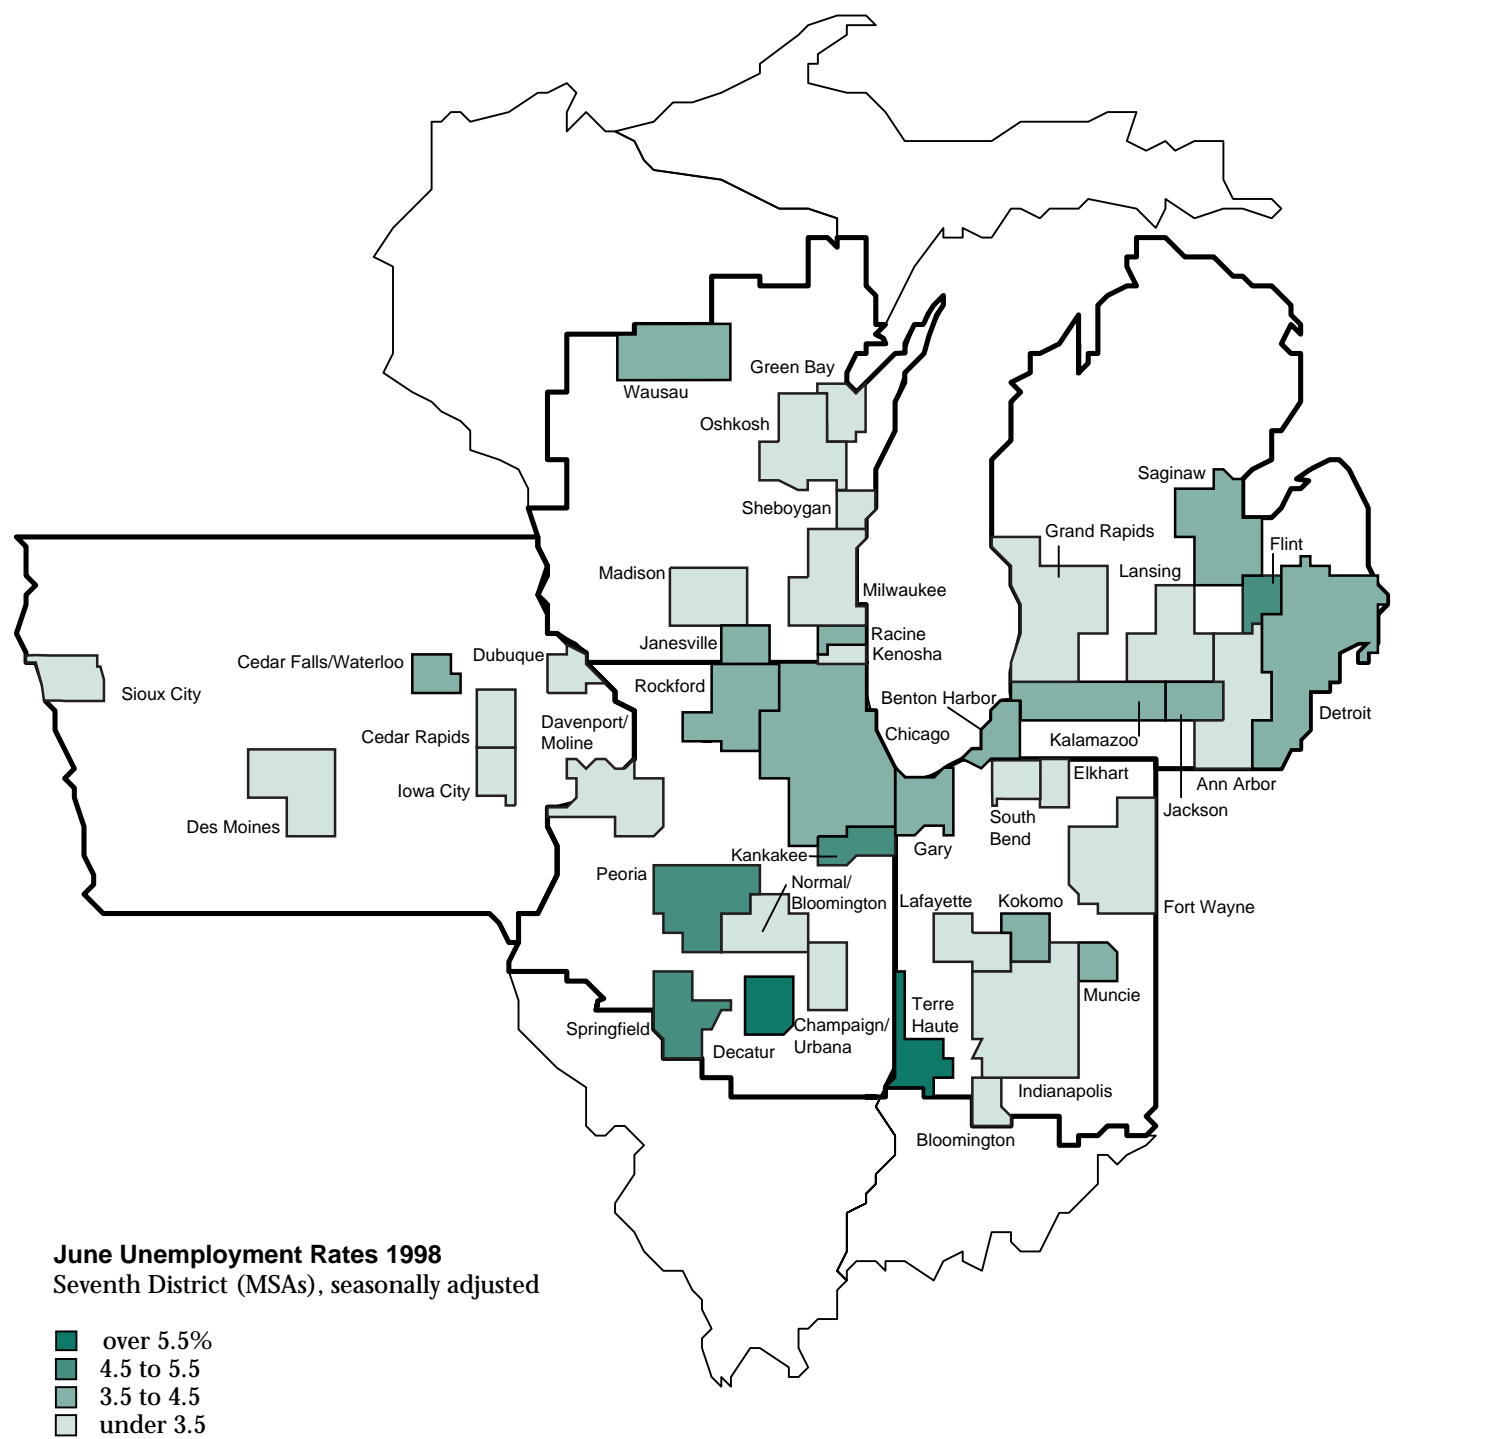 Green Bay
Wausau
Oshkosh
Saginaw
Sheboygan
Grand Rapids
Flint
Madison
Lansing
Milwaukee
Janesville
Racine
Kenosha
Cedar Falls/Waterloo
Dubuque
Sioux City
Rockford
Benton Harbor
Davenport/
Moline
Detroit
Cedar Rapids
Chicago
Kalamazoo
Elkhart
Ann Arbor
Iowa City
Jackson
South
Bend
Des Moines
Gary
Kankakee
Peoria
Normal/
Bloomington
Lafayette
Kokomo
Fort Wayne
Muncie
Terre
Haute
Springfield
Champaign/
Urbana
Decatur
Indianapolis
Bloomington
June Unemployment Rates 1998
Seventh District (MSAs), seasonally adjusted
over 5.5%
4.5 to 5.5
3.5 to 4.5
under 3.5